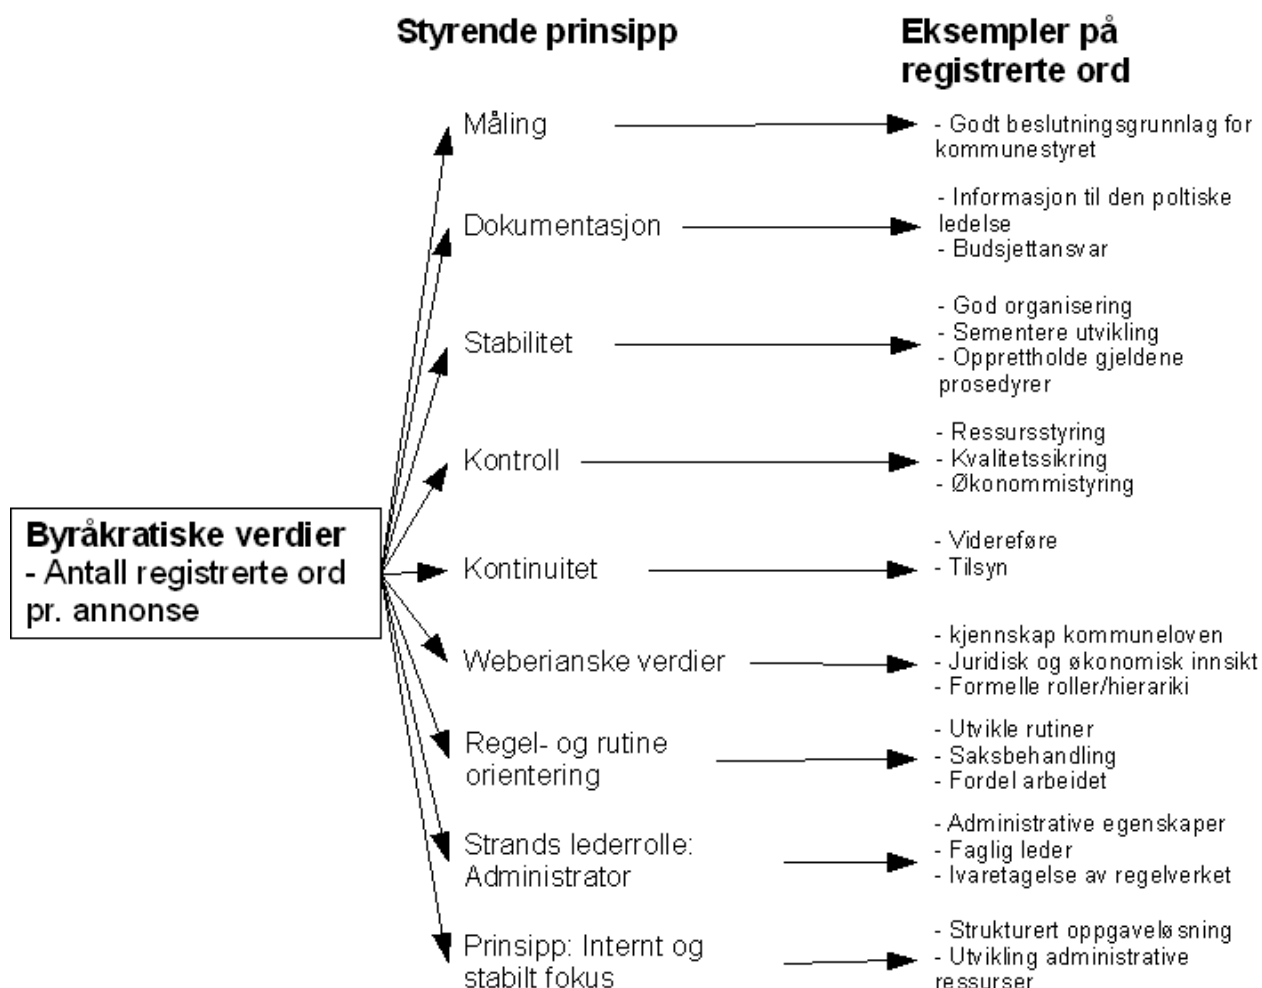 Styrende prinsipp
Eksempler på
registrerte ord
Måling
- Godt beslutningsgrunnlag for
kommunestyret
Dokumentasjon
- Informasjon til den poltiske
ledelse
- Budsjettansvar
Stabilitet
- God organisering
- Sementere utvikling
- Opprettholde gjeldene
prosedyrer
Kontroll
- Ressursstyring
- Kvalitetssikring
- Økonommistyring
Byråkratiske verdier
- Antall registrerte ord
pr. annonse
Kontinuitet
- Videreføre
- Tilsyn
Weberianske verdier
- kjennskap kommuneloven
- Juridisk og økonomisk innsikt
- Formelle roller/hierariki
Regel- og rutine
orientering
- Utvikle rutiner
- Saksbehandling
- Fordel arbeidet
Strands lederrolle:
Administrator
- Administrative egenskaper
- Faglig leder
- Ivaretagelse av regelverket
Prinsipp: Internt og
stabilt fokus
- Strukturert oppgaveløsning
- Utvikling administrative
ressurser